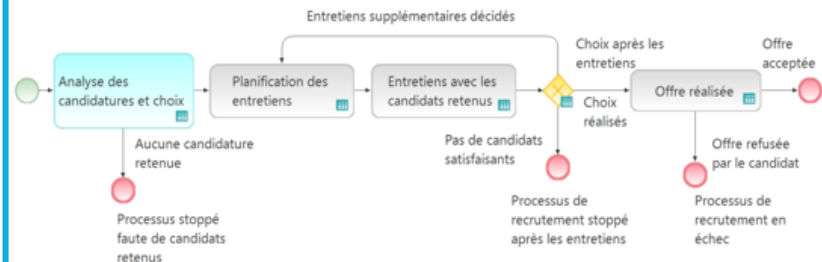 Entretiens supplémentaires décidés
Analyse des
candidatures et choix
Planification des
entretiens
Entretiens avec les
candidats retenus
Choix après les
entretiens
Choix
réalisés
Offre réalisée
Offre
acceptée
Aucune candidature
retenue
Pas de candidats
satisfaisants
Offre refusée
par le candidat
Processus stoppé
faute de candidats
retenus
Processus de
recrutement stoppé
après les entretiens
Processus de
recrutement en
échec